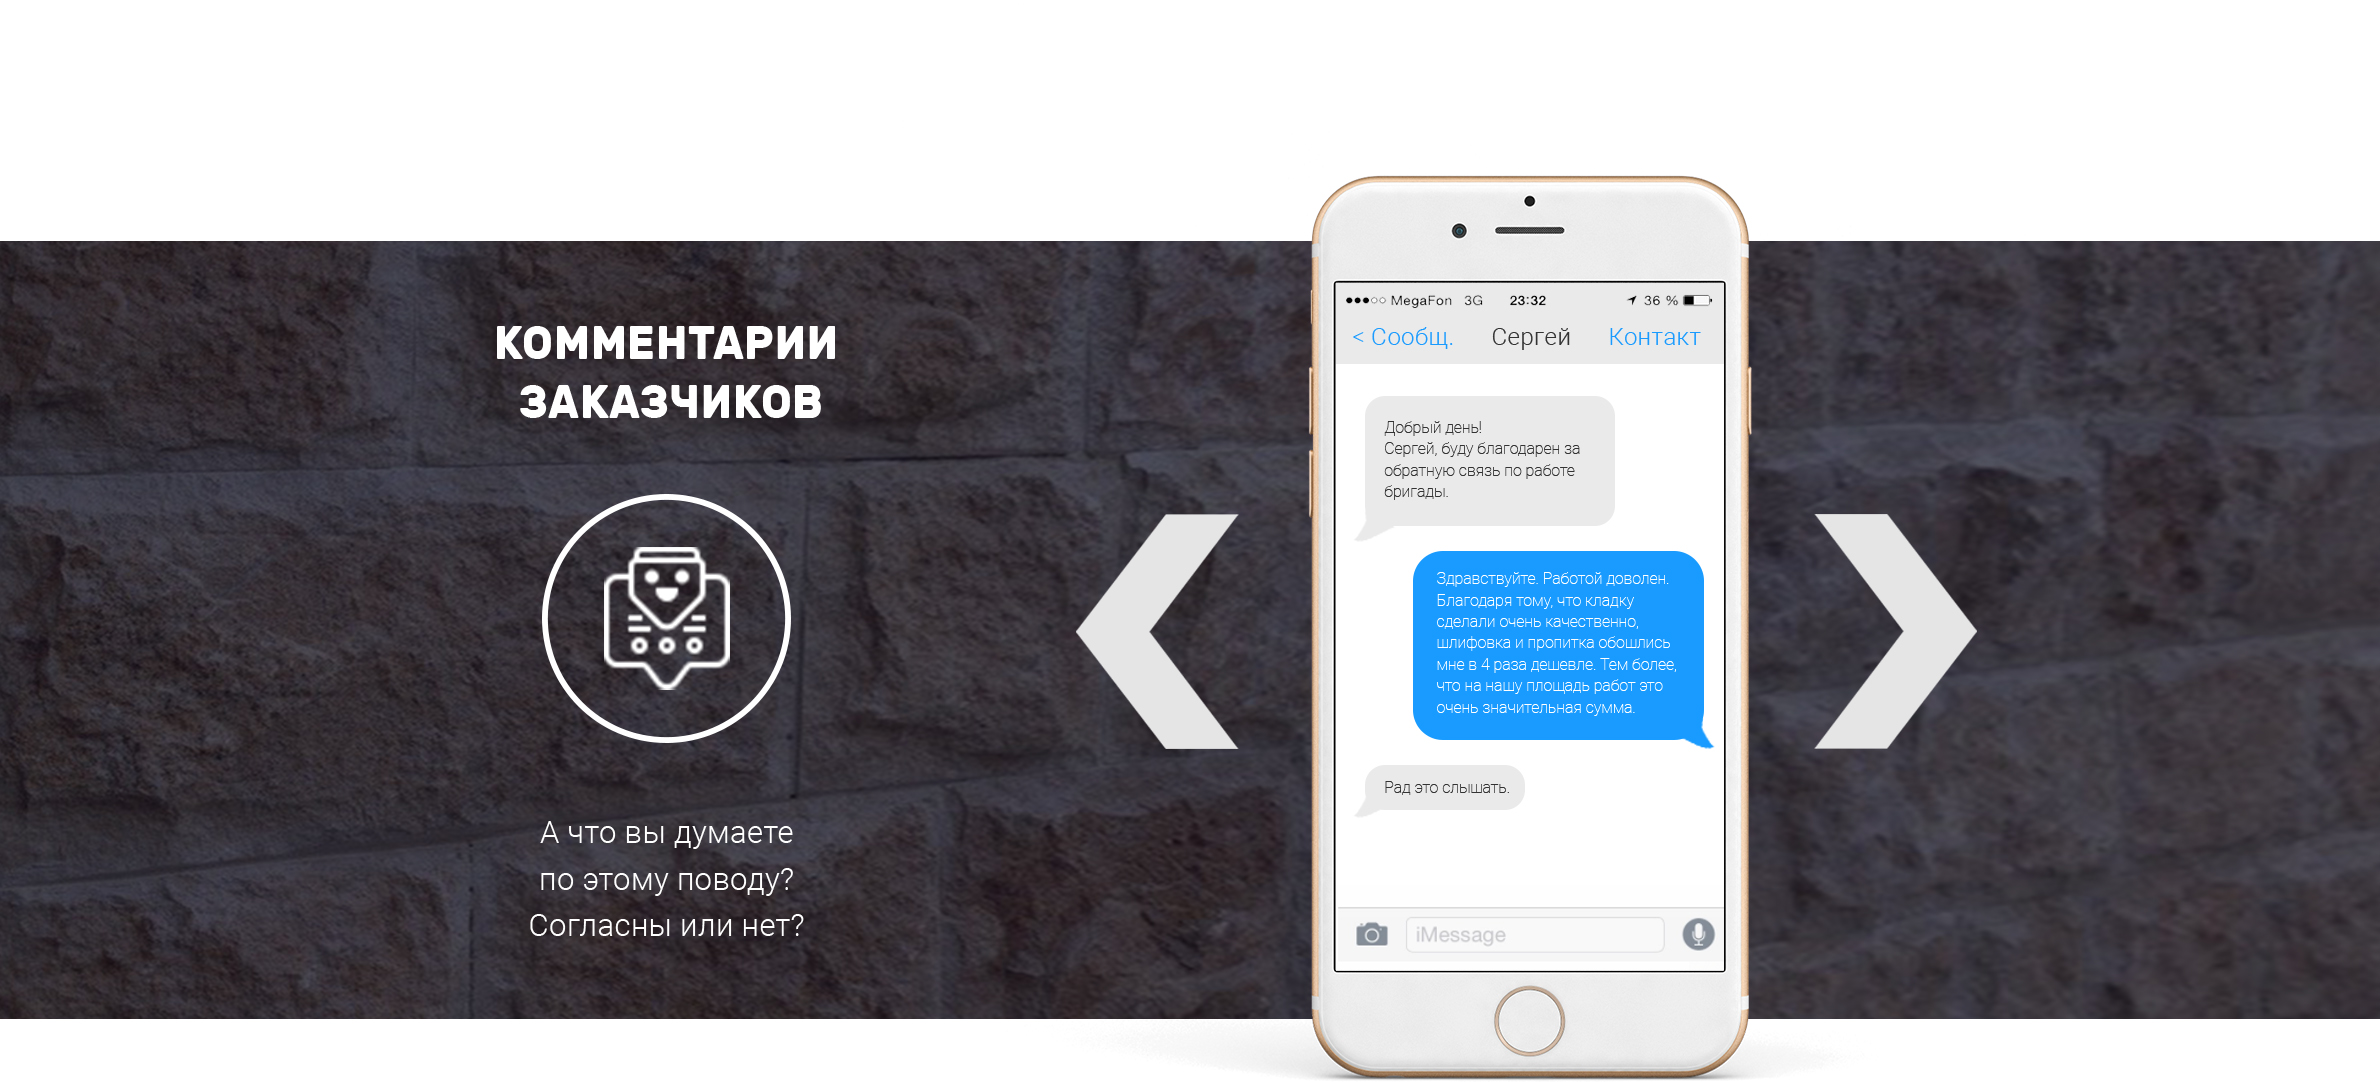 КОММЕНТАРИИ
ЗАКАЗЧИКОВ
А что вы думаете
по этому поводу?
Согласны или нет?
MegaFon 3G 23:32 36 %
< Сообщ. Сергей Контакт
Добрый день!
Сергей, буду благодарен за
обратную связь по работе
бригады.
Здравствуйте. Работой доволен.
Благодаря тому, что кладку
сделали очень качественно,
шлифовка и пропитка обошлись
мне в 4 раза дешевле. Тем более,
что на нашу площадь работ это
очень значительная сумма.
Рад это слышать.
iMessage